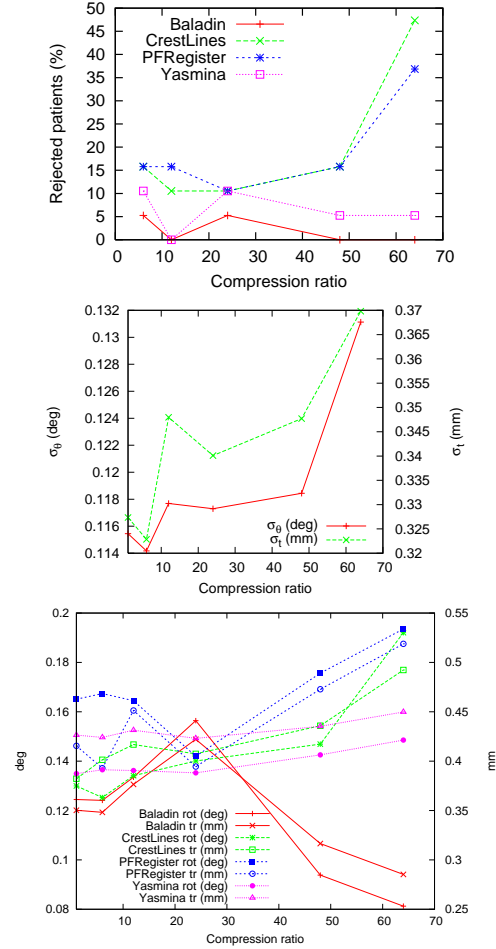 Baladin
CrestLines
PFRegister
Yasmina
Rejected patients (%)
50
45
40
35
30
25
20
15
10
5
0
0 10 20 30 40 50 60 70
Compression ratio
0.132
0.13
0.128
0.126
0.124
0.122
0.12
0.118
0.116
0.114
σθ (deg)
0.37
0.365
0.36
0.355
0.35
0.345
0.34
0.335
0.33
0.325
0.32
σt (mm)
σθ (deg)
σt (mm)
10 20 30 40 50 60 70
Compression ratio
0.2
0.18
0.16
0.14
0.12
0.1
0.08
deg
0.55
0.5
0.45
0.4
0.35
0.3
0.25
mm
Baladin rot (deg)
Baladin tr (mm)
CrestLines rot (deg)
CrestLines tr (mm)
PFRegister rot (deg)
PFRegister tr (mm)
Yasmina rot (deg)
Yasmina tr (mm)
10 20 30 40 50 60 70
Compression ratio